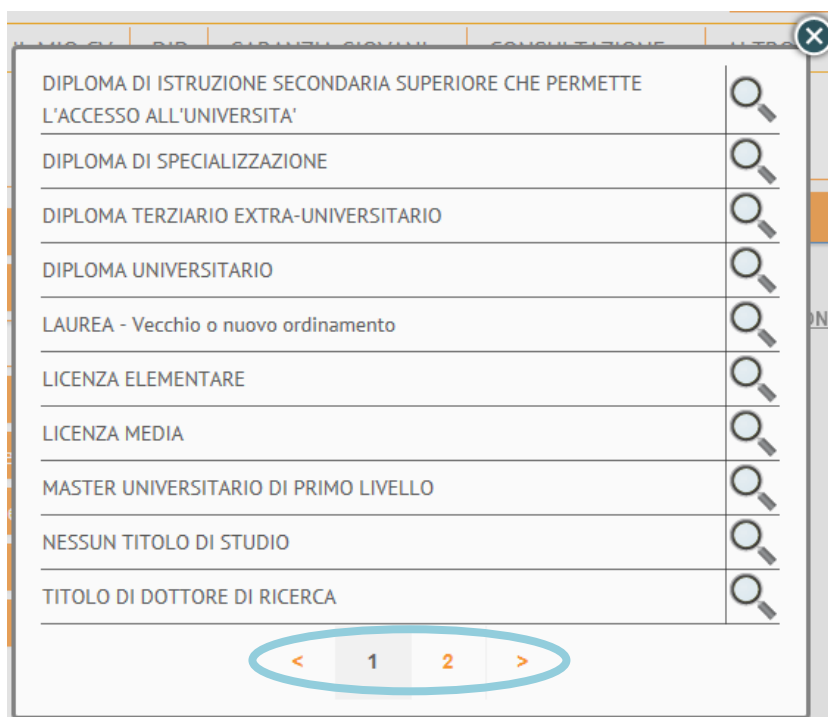 DIPLOMA DI ISTRUZIONE SECONDARIA SUPERIORE CHE PERMETTE
L'ACCESSO ALL'UNIVERSITA'
DIPLOMA DI SPECIALIZZAZIONE
DIPLOMA TERZIARIO EXTRA-UNIVERSITARIO
DIPLOMA UNIVERSITARIO
LAUREA - Vecchio o nuovo ordinamento
LICENZA ELEMENTARE
LICENZA MEDIA
MASTER UNIVERSITARIO DI PRIMO LIVELLO
NESSUN TITOLO DI STUDIO
TITOLO DI DOTTORE DI RICERCA
< 1 2 >